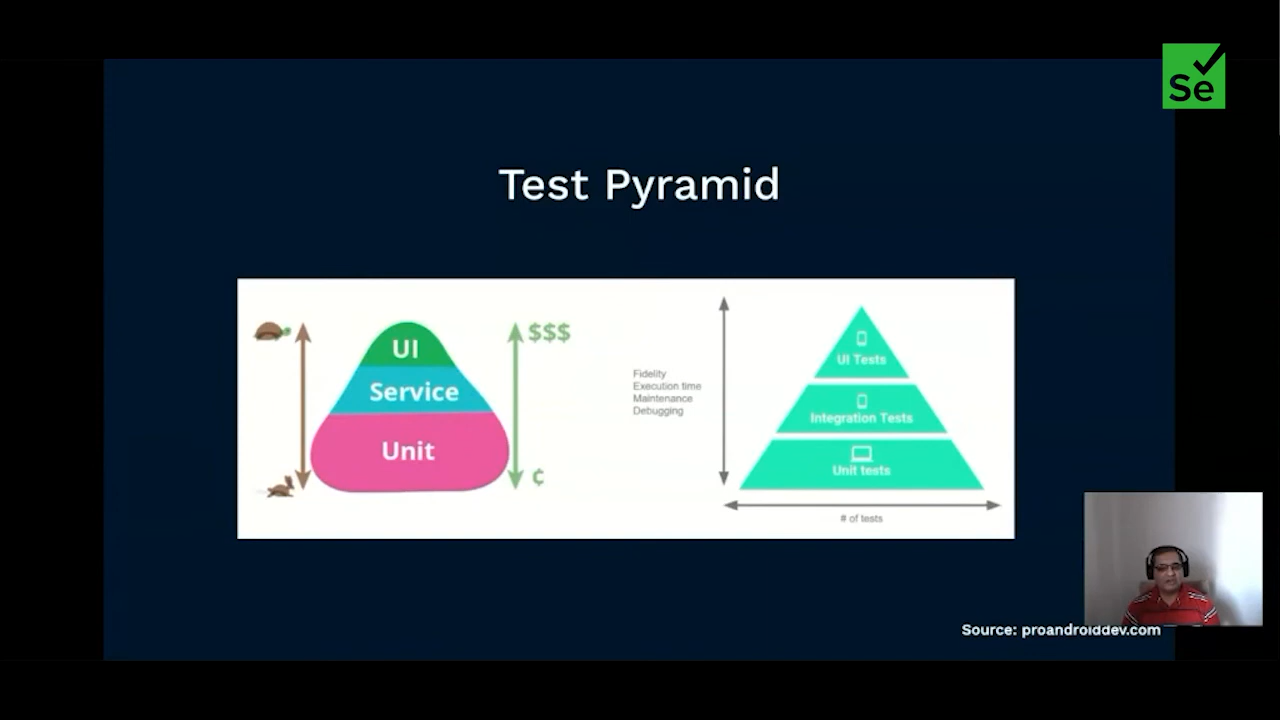 Se
Test Pyramid
$$$
UI
Service
Unit
¢
Fidelity
Execution time
Maintenance
Debugging
UI Tests
Integration Tests
Unit tests
# of tests
Source: proandroiddev.com